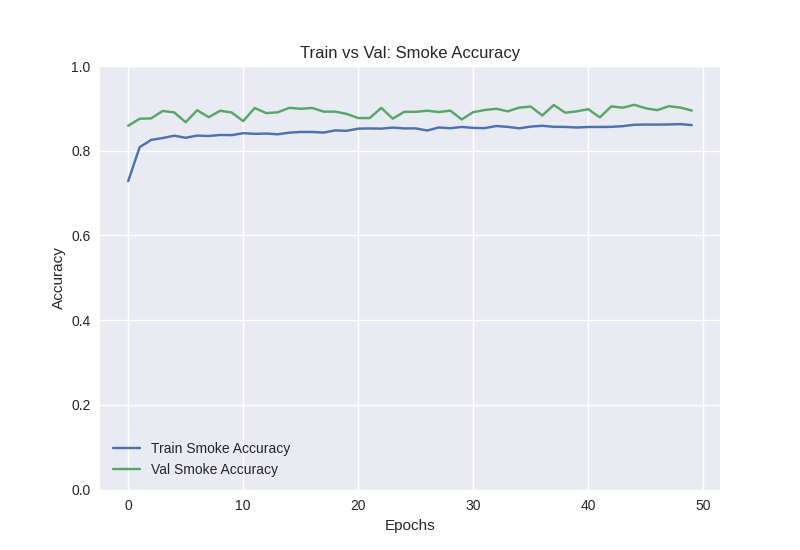 Train vs Val: Smoke Accuracy
1.0
0.8
0.6
0.4
0.2
0.0
Accuracy
Train Smoke Accuracy
Val Smoke Accuracy
0 10 20 30 40 50
Epochs